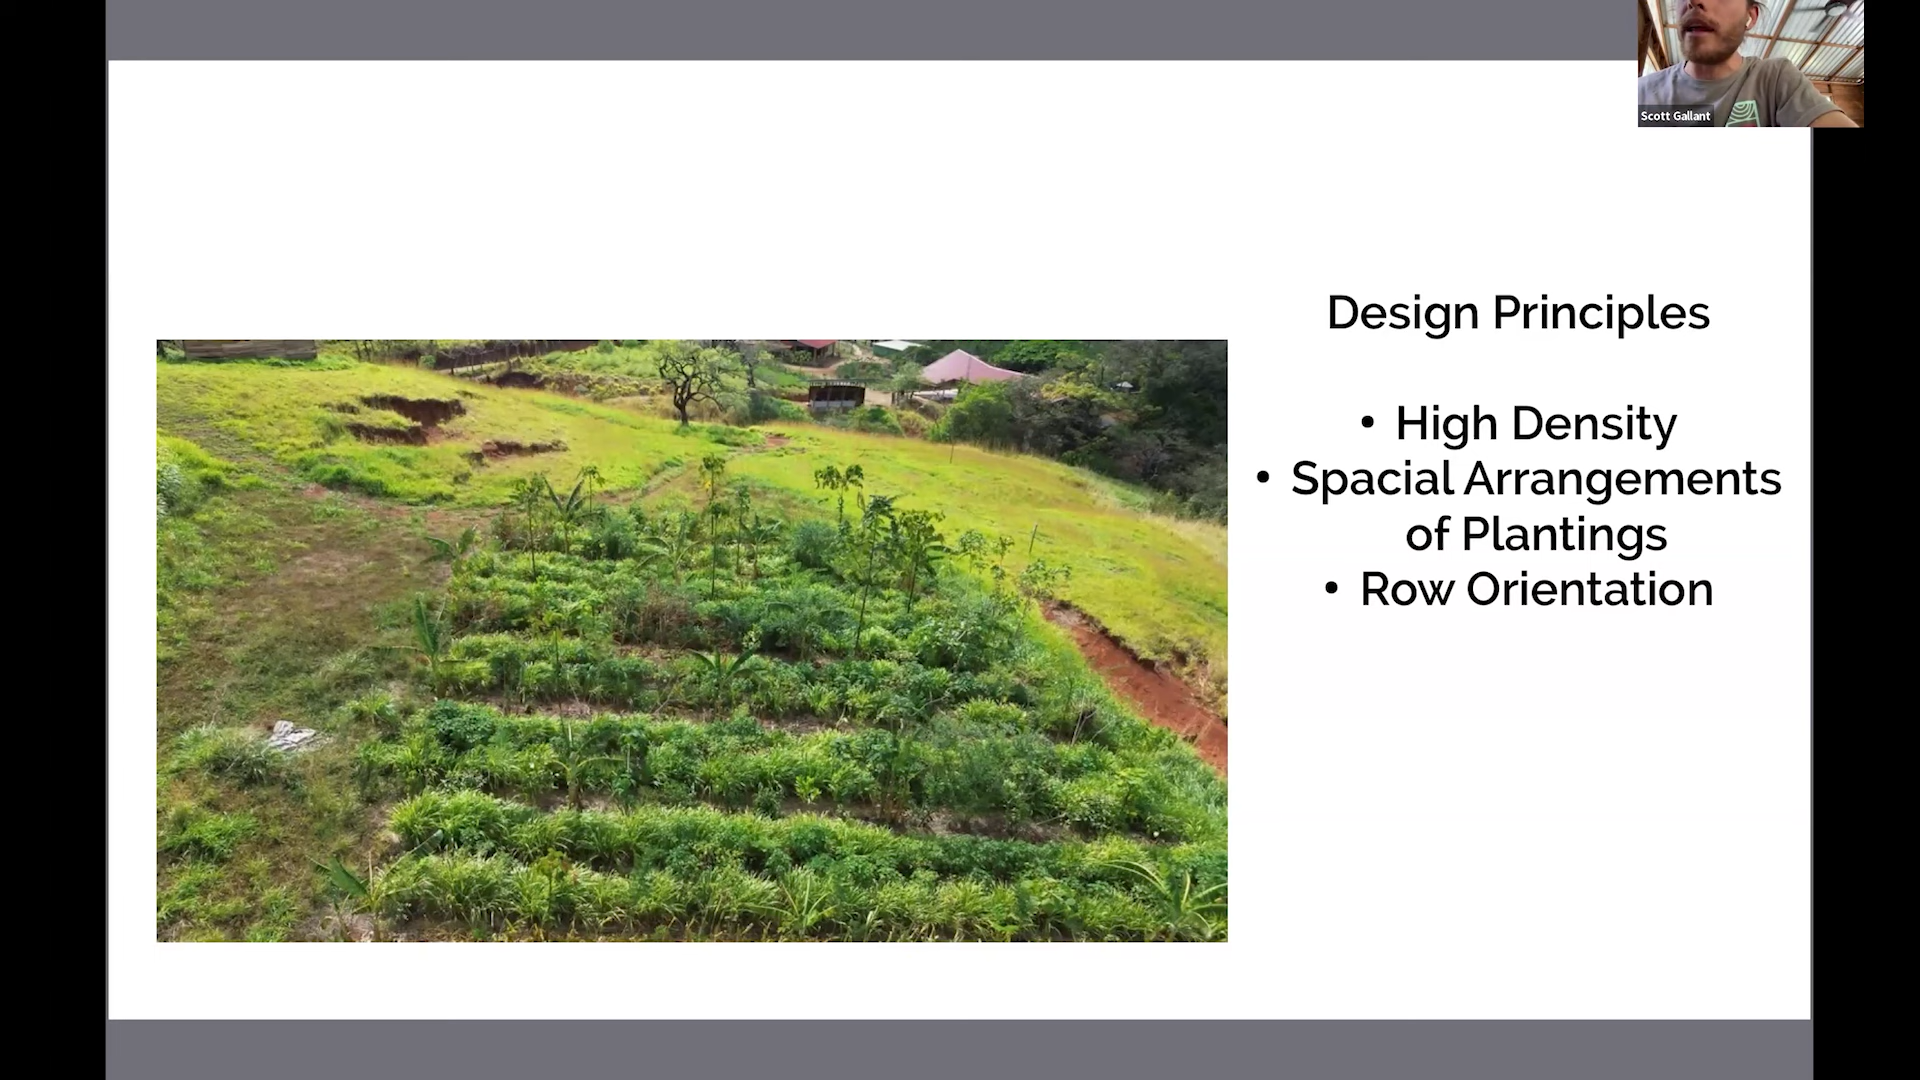 Scott Gallant
Design Principles
• High Density
• Spacial Arrangements
of Plantings
• Row Orientation